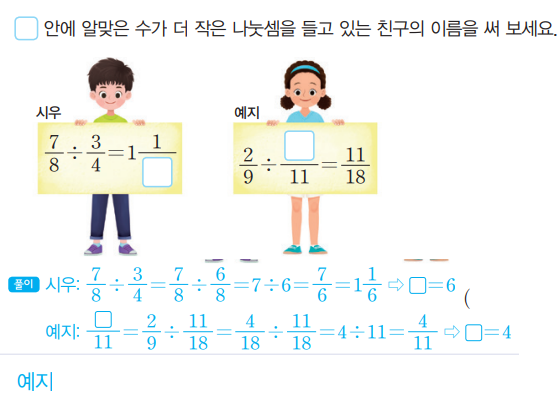 □ 안에 알맞은 수가 더 작은 나눗셈을 들고 있는 친구의 이름을 써 보세요.
시우
7/8 ÷ 3/4 = 1 1/□
예지
2/9 ÷ □/11 = 11/18
풀이 시우: 7/8 ÷ 3/4 = 7/8 ÷ 6/8 = 7 ÷ 6 = 7/6 = 1 1/6 ⇨ □ = 6
(
예지: □/11 = 2/9 ÷ 11/18 = 4/18 ÷ 11/18 = 4 ÷ 11 = 4/11 ⇨ □ = 4
예지